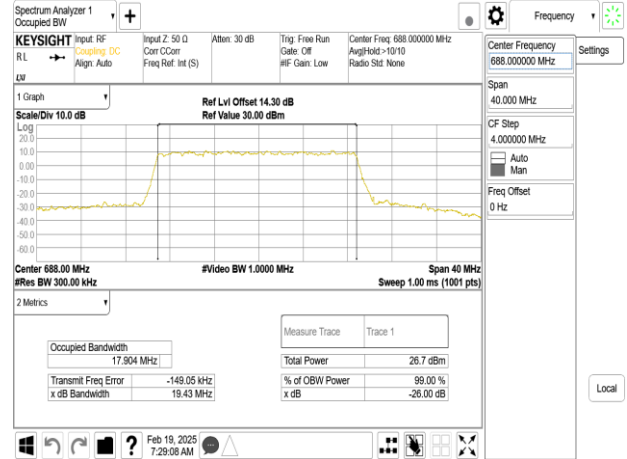 Spectrum Analyzer 1
Occupied BW
Frequency
KEYSIGHT
RL
Input: RF
Coupling: DC
Align: Auto
Input Z: 50 Ω
Corr CCorr
Freq Ref: Int (S)
Atten: 30 dB
Trig: Free Run
Gate: Off
#IF Gain: Low
Center Freq: 688.000000 MHz
Avg|Hold:>10/10
Radio Std: None
LXI
Center Frequency
688.000000 MHz
Settings
Span
40.000 MHz
CF Step
4.000000 MHz
Auto
Man
Freq Offset
0 Hz
Local
1 Graph
Scale/Div 10.0 dB
Ref Lvl Offset 14.30 dB
Ref Value 30.00 dBm
Log
20.0
10.0
0.00
-10.0
-20.0
-30.0
-40.0
-50.0
-60.0
Center 688.00 MHz
#Video BW 1.0000 MHz
Span 40 MHz
#Res BW 300.00 kHz
Sweep 1.00 ms (1001 pts)
2 Metrics
Measure Trace Trace 1
Occupied Bandwidth
17.904 MHz
Total Power 26.7 dBm
Transmit Freq Error -149.05 kHz
% of OBW Power 99.00 %
x dB Bandwidth 19.43 MHz
x dB -26.00 dB
?
Feb 19, 2025
7:29:08 AM